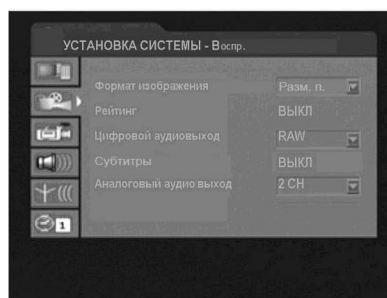 УСТАНОВКА СИСТЕМЫ - Воспр.
Формат изображения Разм. п.
Рейтинг ВЫКЛ
Цифровой аудиовыход RAW
Субтитры ВЫКЛ
Аналоговый аудио выход 2 CH
1